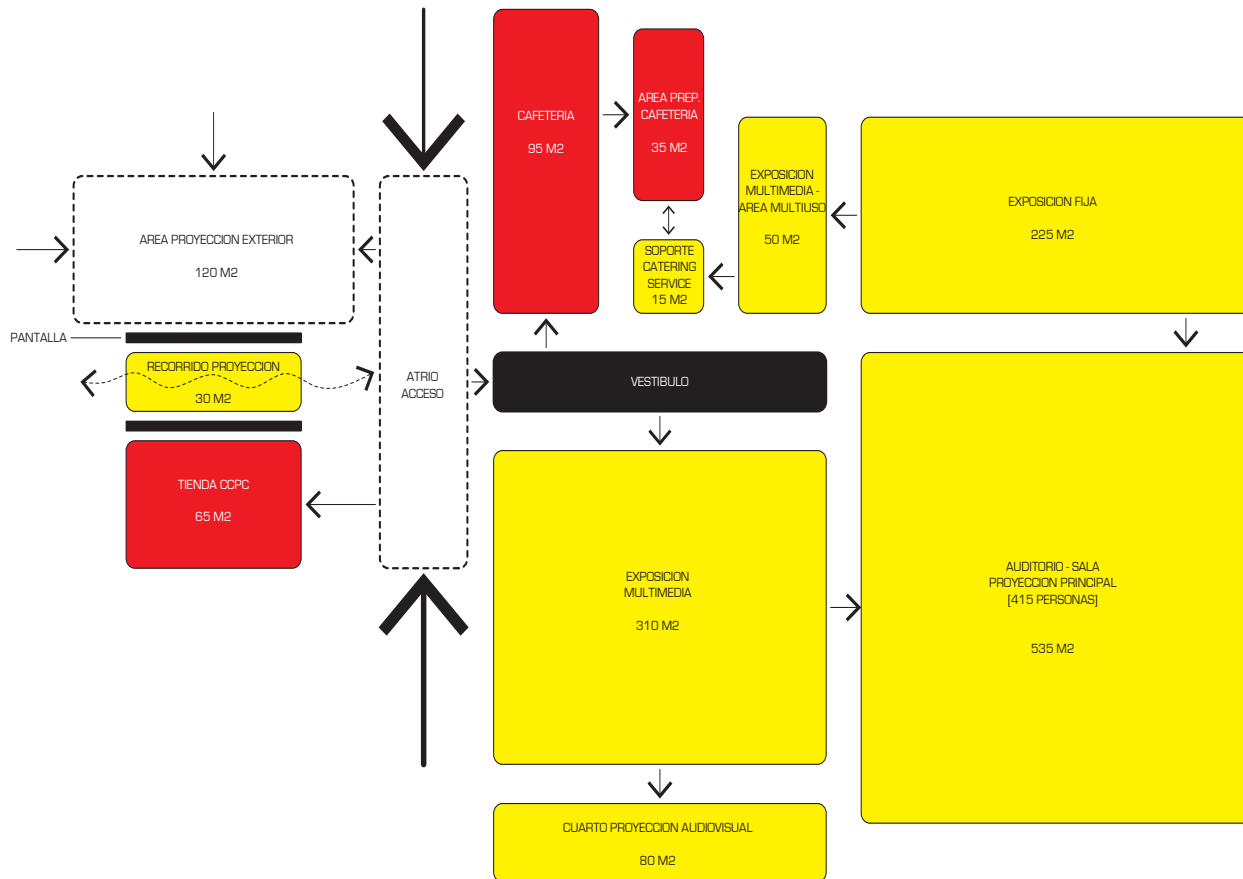 CAFETERIA
95 M2
AREA PREP.
CAFETERIA
35 M2
EXPOSICION
MULTIMEDIA -
AREA MULTIUSO
50 M2
EXPOSICION FIJA
225 M2
AREA PROYECCION EXTERIOR
120 M2
SOPORTE
CATERING
SERVICE
15 M2
PANTALLA
RECORRIDO PROYECCION
30 M2
ATRIO
ACCESO
VESTIBULO
TIENDA CCPC
65 M2
EXPOSICION
MULTIMEDIA
310 M2
AUDITORIO - SALA
PROYECCION PRINCIPAL
[415 PERSONAS]
535 M2
CUARTO PROYECCION AUDIOVISUAL
80 M2